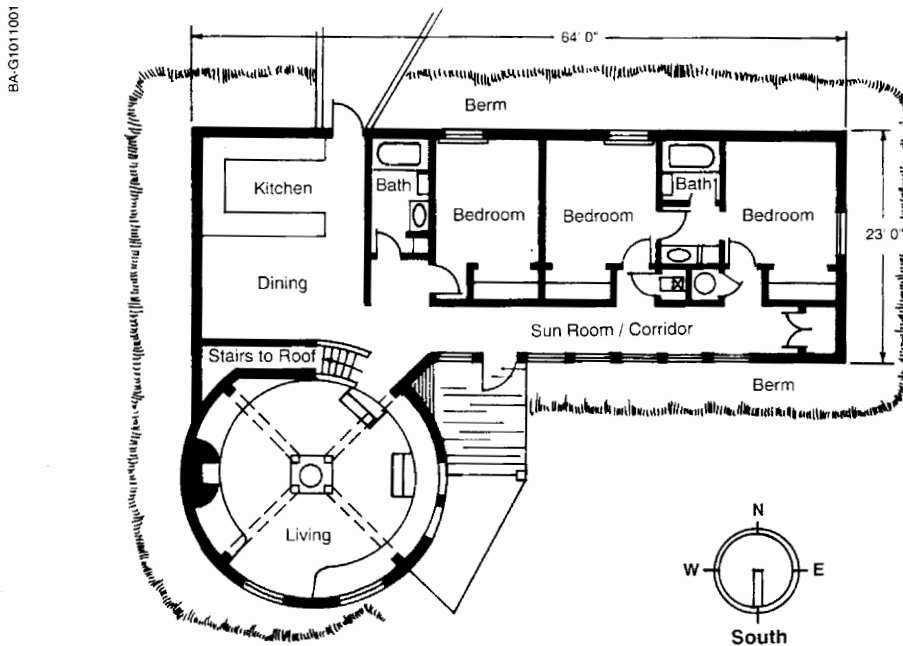 BA-G1011001
64' 0"
Berm
Kitchen
Bath
Bedroom
Bedroom
Bath
Bedroom
23' 0"
Dining
Sun Room / Corridor
Stairs to Roof
Berm
Living
N
W
E
South